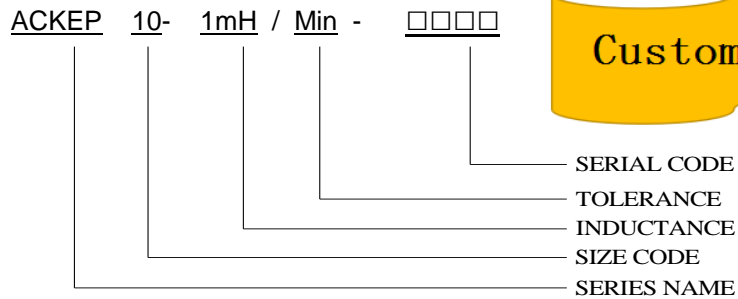 ACKEP 10- 1mH / Min - □□□□
Custom
SERIAL CODE
TOLERANCE
INDUCTANCE
SIZE CODE
SERIES NAME